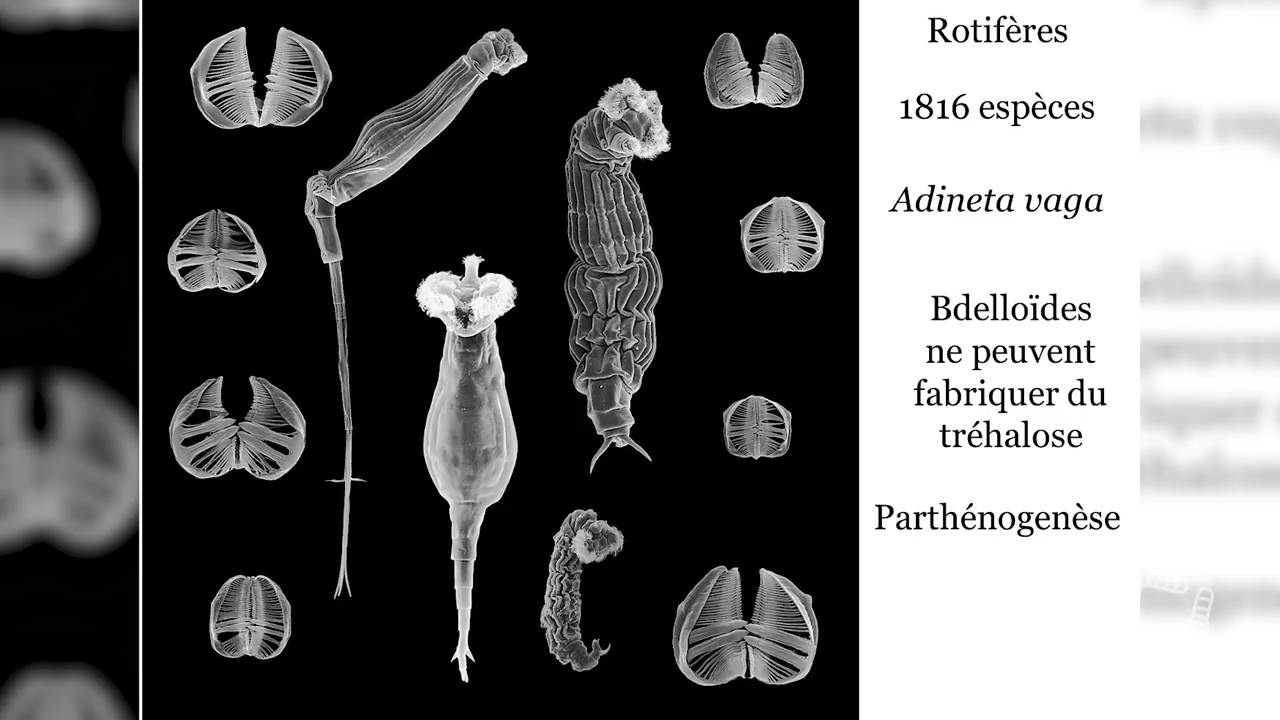 Rotifères
1816 espèces
Adineta vaga
Bdelloïdes
ne peuvent
fabriquer du
tréhalose
Parthénogenèse